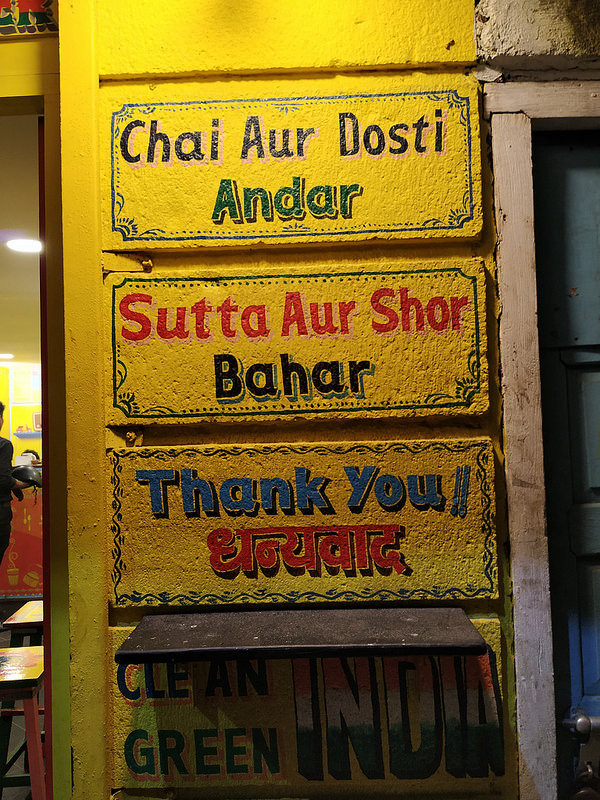 Chai Aur Dosti
Andar
Sutta Aur Shor
Bahar
Thank You!!
धन्यवाद
CLEAN
GREEN
INDIA